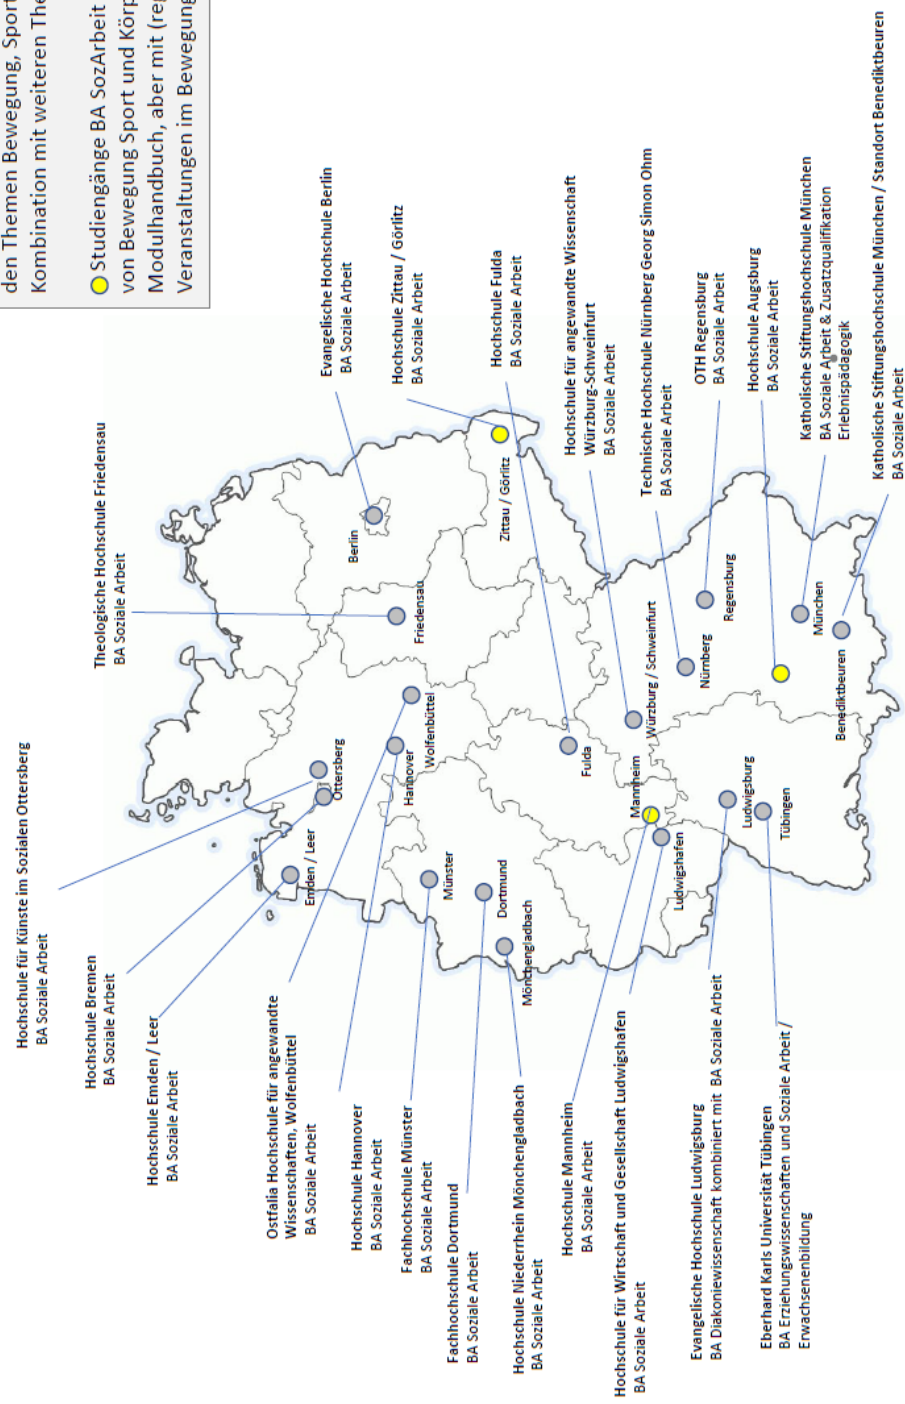 den Themen Bewegung, Sport
Kombination mit weiteren The
Studiengänge BA SozArbeit
von Bewegung Sport und Körp
Modulhandbuch, aber mit (reg
Veranstaltungen im Bewegung
Hochschule für Künste im Sozialen Ottersberg
BA Soziale Arbeit
Hochschule Bremen
BA Soziale Arbeit
Hochschule Emden / Leer
BA Soziale Arbeit
Ostfalia Hochschule für angewandte
Wissenschaften, Wolfenbüttel
BA Soziale Arbeit
Hochschule Hannover
BA Soziale Arbeit
Fachhochschule Münster
BA Soziale Arbeit
Fachhochschule Dortmund
BA Soziale Arbeit
Hochschule Niederrhein Mönchengladbach
BA Soziale Arbeit
Hochschule Mannheim
BA Soziale Arbeit
Hochschule für Wirtschaft und Gesellschaft Ludwigshafen
BA Soziale Arbeit
Evangelische Hochschule Ludwigsburg
BA Diakoniewissenschaft kombiniert mit BA Soziale Arbeit
Eberhard Karls Universität Tübingen
BA Erziehungswissenschaften und Soziale Arbeit /
Erwachsenenbildung
Emden / Leer
Ottersberg
Hannover
Wolfenbüttel
Friedensau
Berlin
Münster
Dortmund
Mönchengladbach
Zittau / Görlitz
Fulda
Mannheim
Würzburg / Schweinfurt
Ludwigshafen
Nürnberg
Regensburg
Ludwigsburg
Tübingen
München
Benediktbeuren
Theologische Hochschule Friedensau
BA Soziale Arbeit
Evangelische Hochschule Berlin
BA Soziale Arbeit
Hochschule Zittau / Görlitz
BA Soziale Arbeit
Hochschule Fulda
BA Soziale Arbeit
Hochschule für angewandte Wissenschaft
Würzburg-Schweinfurt
BA Soziale Arbeit
Technische Hochschule Nürnberg Georg Simon Ohm
BA Soziale Arbeit
OTH Regensburg
BA Soziale Arbeit
Hochschule Augsburg
BA Soziale Arbeit
Katholische Stiftungshochschule München
BA Soziale Arbeit & Zusatzqualifikation
Erlebnispädagogik
Katholische Stiftungshochschule München / Standort Benediktbeuren
BA Soziale Arbeit